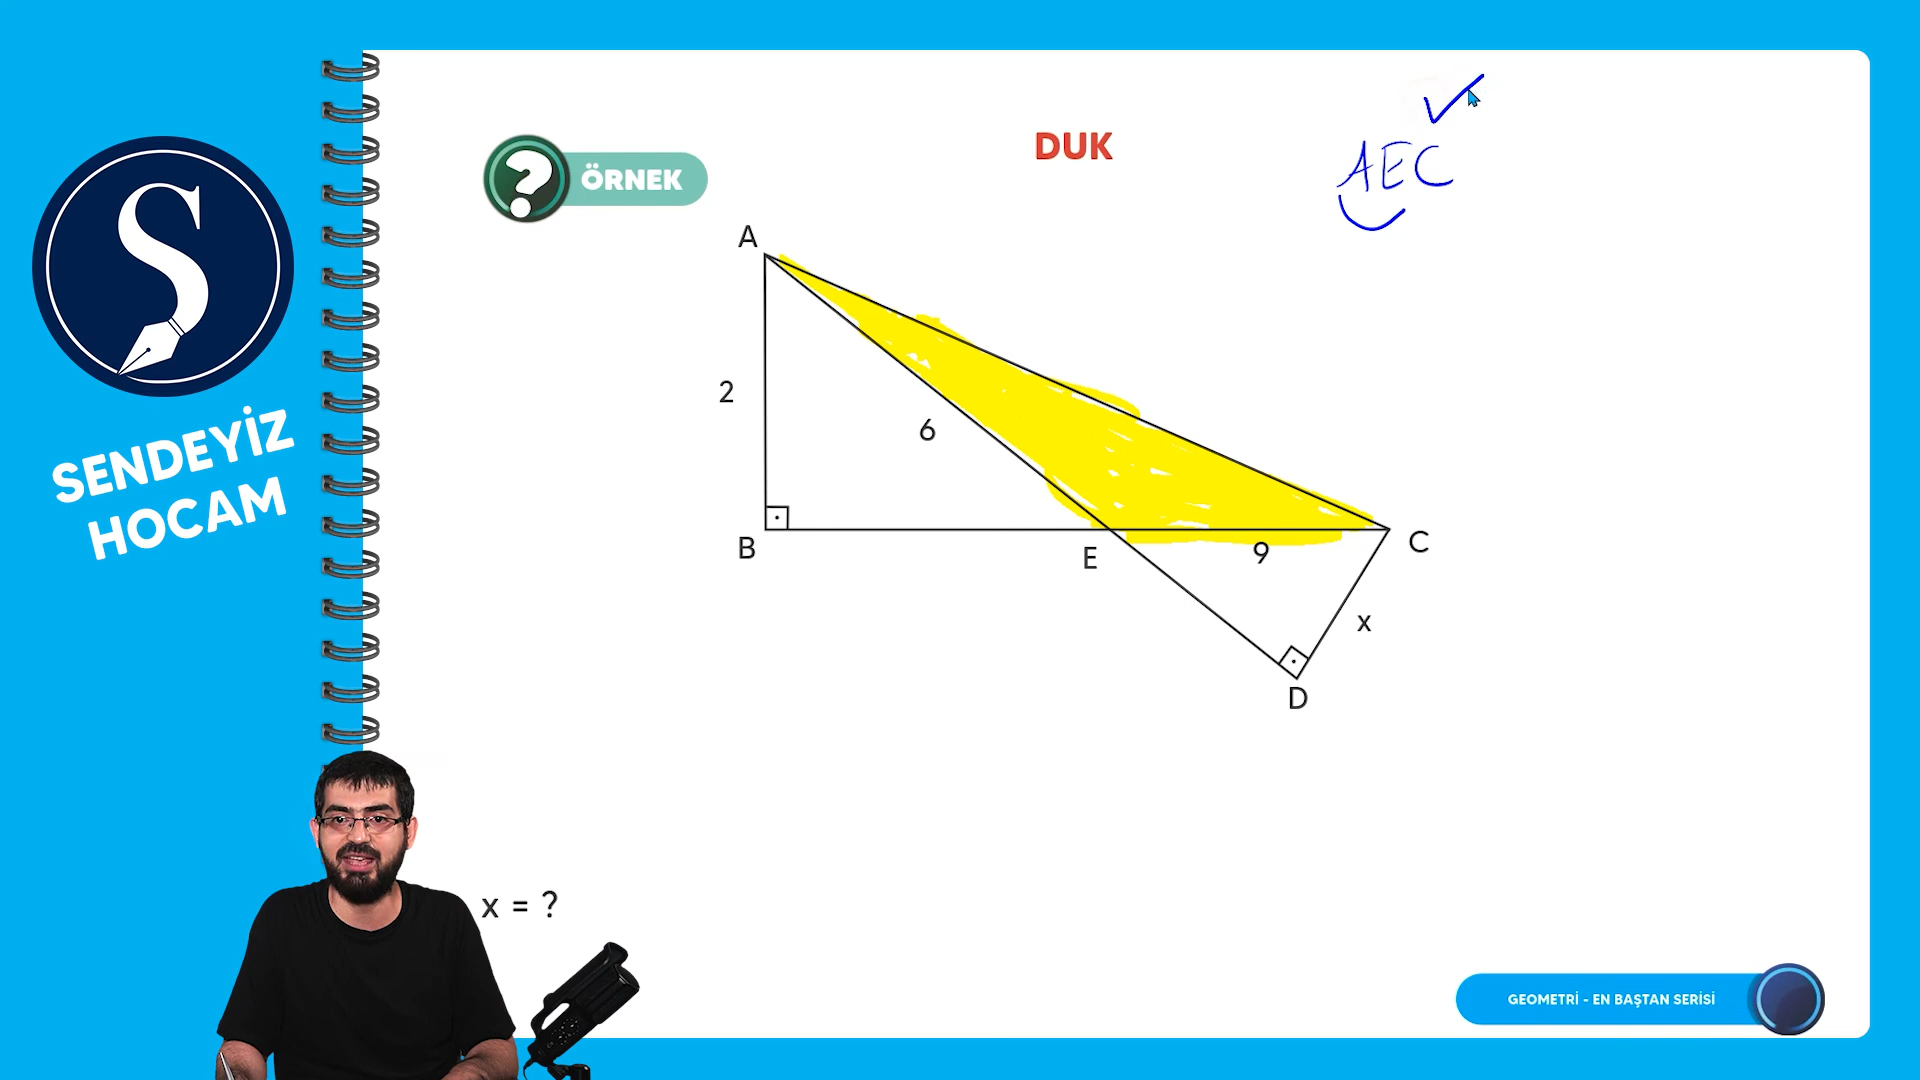 S
SENDEYİZ
HOCAM
? ÖRNEK
DUK
AEC
A
2
6
B
E
9
C
x
D
x = ?
GEOMETRİ - EN BAŞTAN SERİSİ